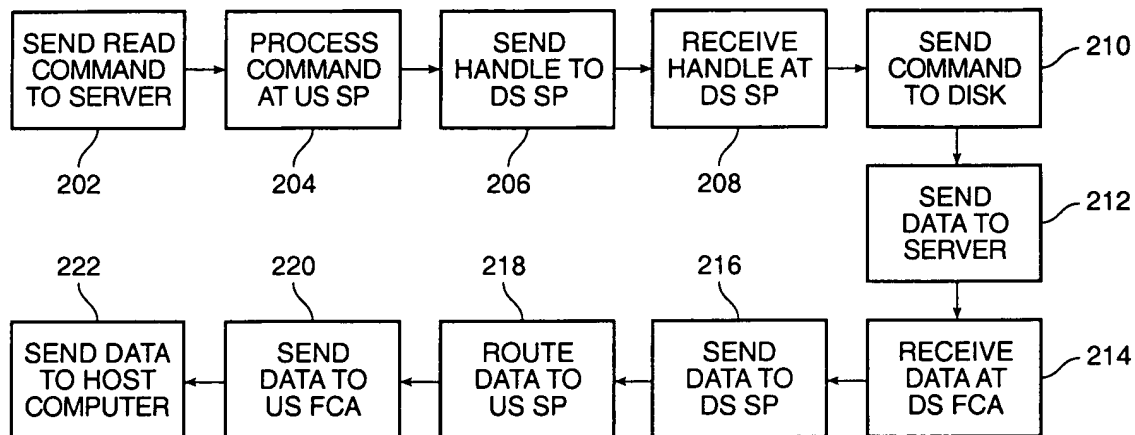 SEND READ
COMMAND
TO SERVER
202
PROCESS
COMMAND
AT US SP
204
SEND
HANDLE TO
DS SP
206
RECEIVE
HANDLE AT
DS SP
208
SEND
COMMAND
TO DISK
210
SEND
DATA TO
SERVER
212
RECEIVE
DATA AT
DS FCA
214
216
SEND
DATA TO
DS SP
218
ROUTE
DATA TO
US SP
220
SEND
DATA TO
US FCA
222
SEND DATA
TO HOST
COMPUTER